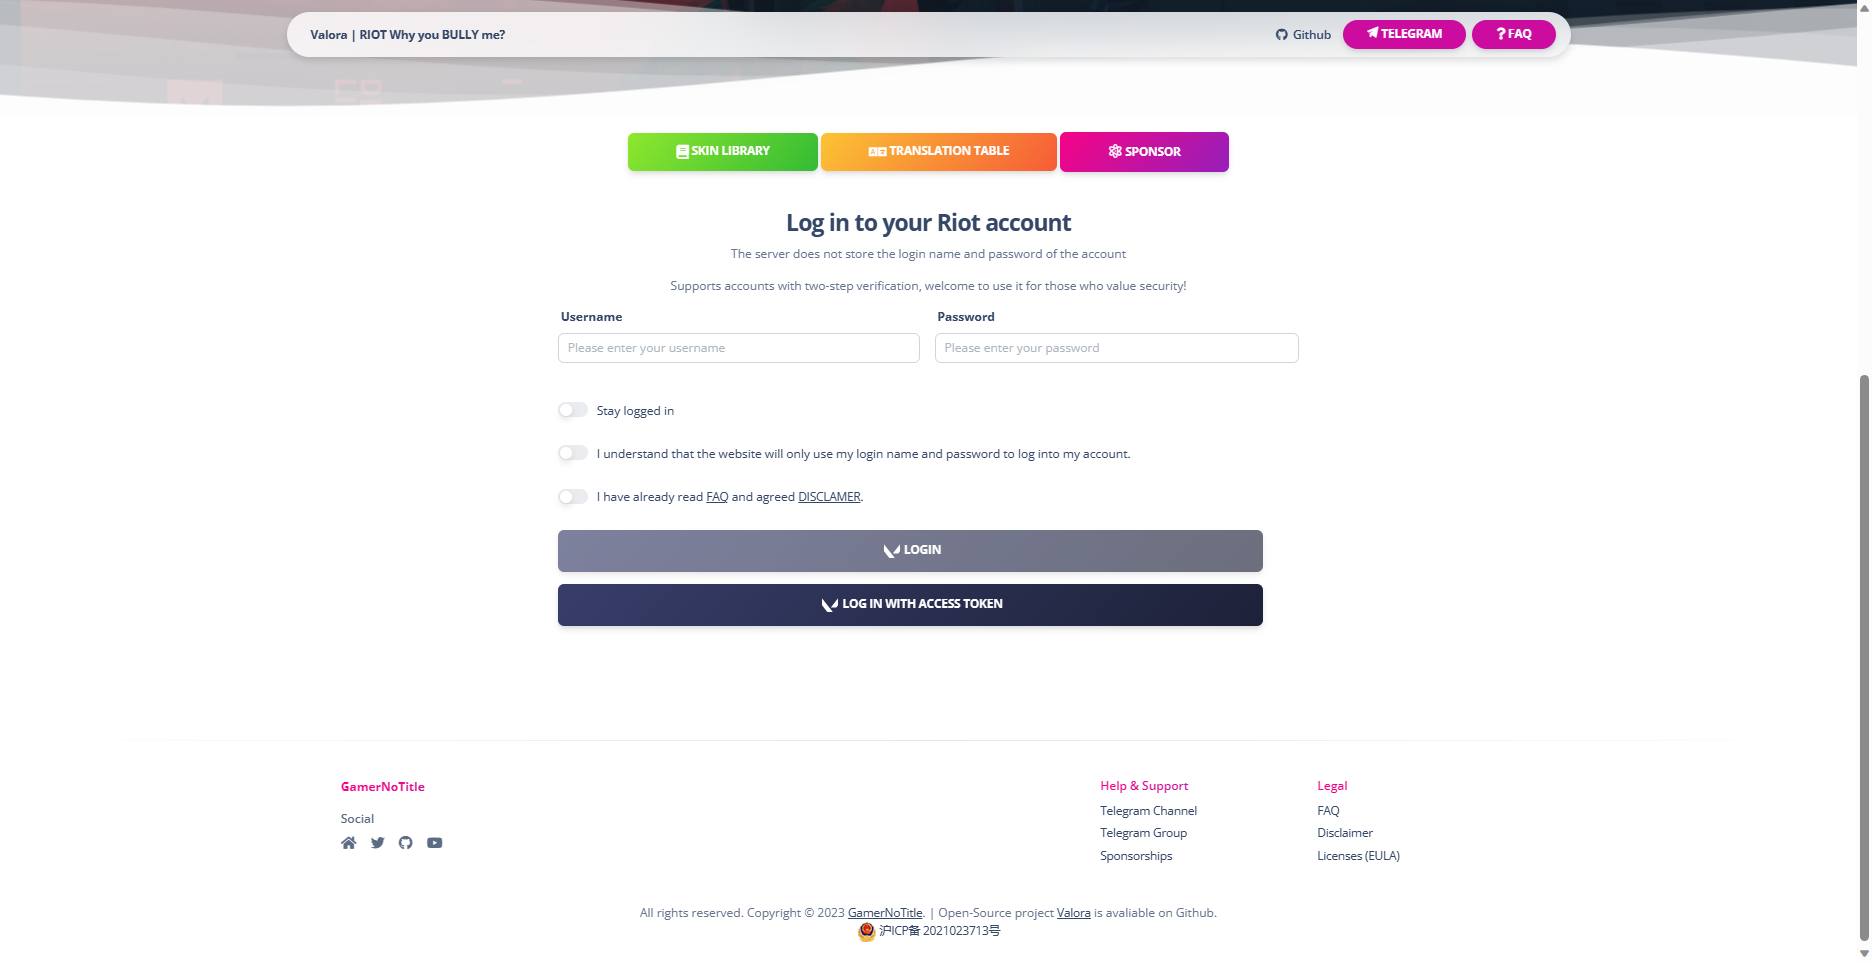 Valora | RIOT Why you BULLY me?
Github
TELEGRAM
FAQ
SKIN LIBRARY
TRANSLATION TABLE
SPONSOR
Log in to your Riot account
The server does not store the login name and password of the account
Supports accounts with two-step verification, welcome to use it for those who value security!
Username
Password
Please enter your username
Please enter your password
Stay logged in
I understand that the website will only use my login name and password to log into my account.
I have already read FAQ and agreed DISCLAMER.
LOGIN
LOG IN WITH ACCESS TOKEN
GamerNoTitle
Social
Help & Support
Telegram Channel
Telegram Group
Sponsorships
Legal
FAQ
Disclaimer
Licenses (EULA)
All rights reserved. Copyright © 2023 GamerNoTitle. | Open-Source project Valora is avaliable on Github.
沪ICP备 2021023713号